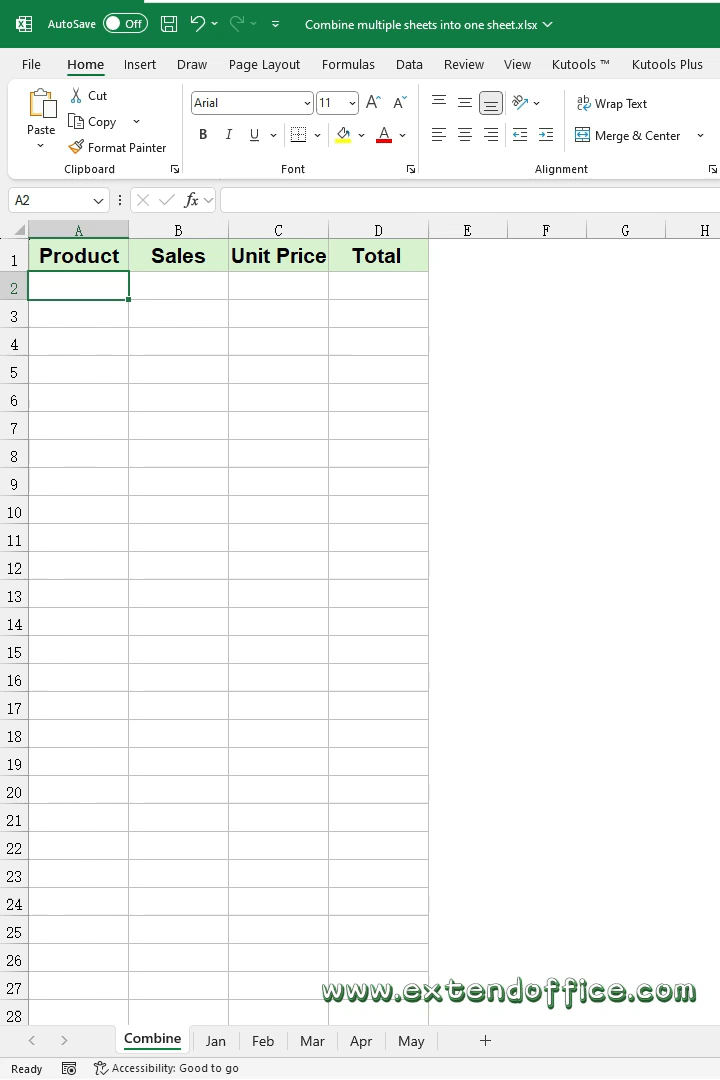 AutoSave Off Combine multiple sheets into one sheet.xlsx
File Home Insert Draw Page Layout Formulas Data Review View Kutools ™ Kutools Plus
Paste
Cut
Copy
Format Painter
Clipboard
Arial 11 A A
B I U A
Font
ab Wrap Text
Merge & Center
Alignment
A2 fx
A B C D E F G H
1 Product Sales Unit Price Total
2
3
4
5
6
7
8
9
10
11
12
13
14
15
16
17
18
19
20
21
22
23
24
25
26
27
www.extendoffice.com
28
Combine Jan Feb Mar Apr May
Ready Accessibility: Good to go